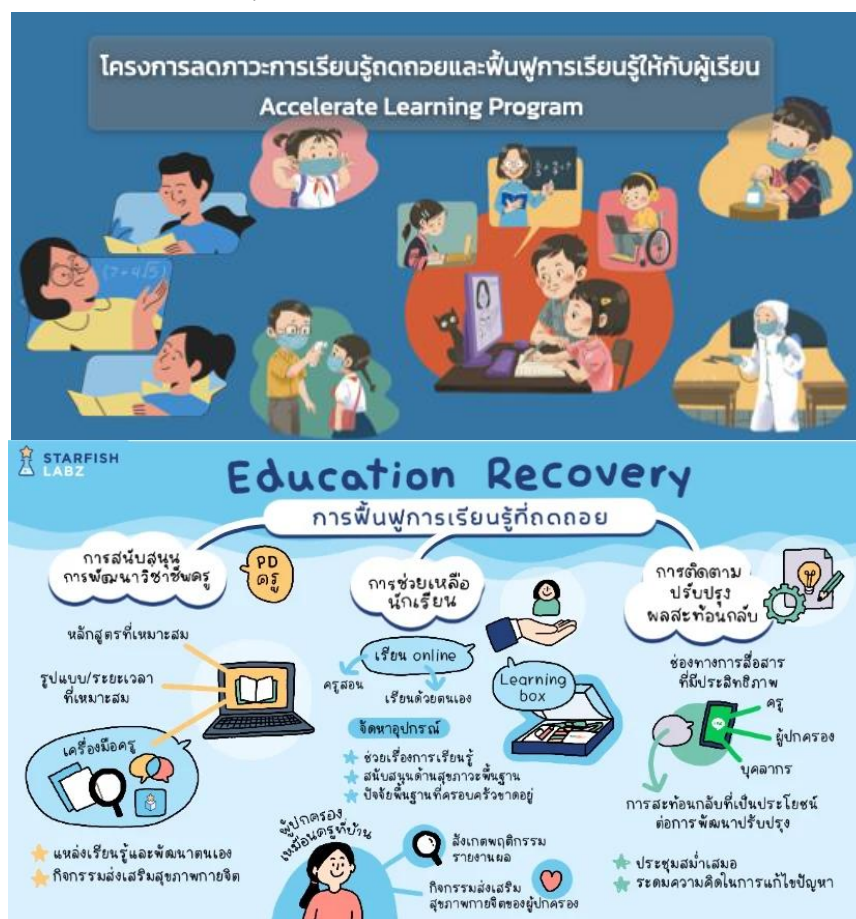 โครงการลดภาวะการเรียนรู้ถดถอยและฟื้นฟูการเรียนรู้ให้กับผู้เรียน
Accelerate Learning Program
(7+4√5)
STARFISH
LABZ
Education Recovery
การฟื้นฟูการเรียนรู้ที่ถดถอย
การสนับสนุน
การพัฒนาวิชาชีพครู
PD
ครู
หลักสูตรที่เหมาะสม
รูปแบบ/ระยะเวลา
ที่เหมาะสม
เครื่องมือครู
แหล่งเรียนรู้และพัฒนาตนเอง
กิจกรรมส่งเสริมสุขภาพกายจิต
การช่วยเหลือ
นักเรียน
เรียน online
ครูสอน
เรียนด้วยตนเอง
Learning
box
จัดหาอุปกรณ์
ช่วยเรื่องการเรียนรู้
สนับสนุนด้านสุขภาวะพื้นฐาน
ปัจจัยพื้นฐานที่ครอบครัวขาดอยู่
ผู้ปกครอง
เหมือนครูที่บ้าน
สังเกตพฤติกรรม
รายงานผล
กิจกรรมส่งเสริม
สุขภาพกายจิตของผู้ปกครอง
การติดตาม
ปรับปรุง
ผลสะท้อนกลับ
ช่องทางการสื่อสาร
ที่มีประสิทธิภาพ
ครู
ผู้ปกครอง
บุคลากร
การสะท้อนกลับที่เป็นประโยชน์
ต่อการพัฒนาปรับปรุง
ประชุมสม่ำเสมอ
ระดมความคิดในการแก้ไขปัญหา